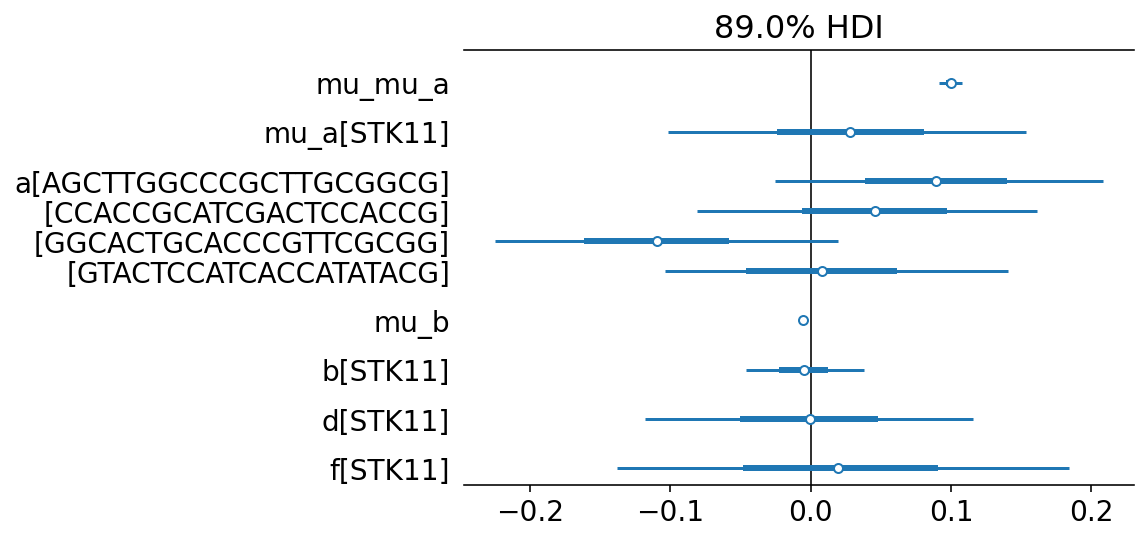 89.0% HDI
mu_mu_a
mu_a[STK11]
a[AGCTTGGCCCGCTTGCGGCG]
[CCACCGCATCGACTCCACCG]
[GGCACTGCACCCGTTCGCGG]
[GTACTCCATCACCATATACG]
mu_b
b[STK11]
d[STK11]
f[STK11]
−0.2 −0.1 0.0 0.1 0.2